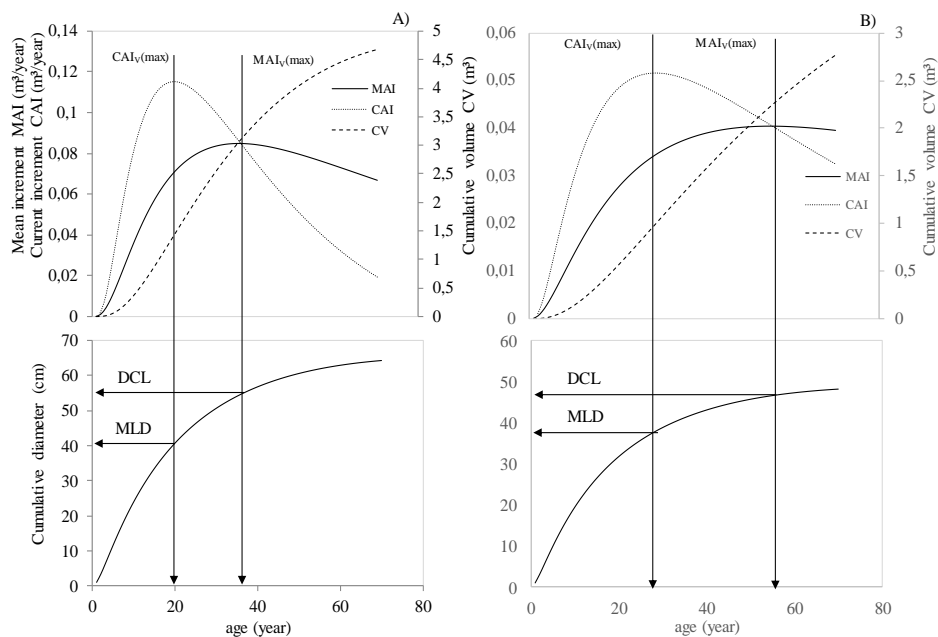 A)
0,14
0,12
0,1
0,08
0,06
0,04
0,02
0
Mean increment MAI (m³/year)
Current increment CAI (m³/year)
CAIV(max)
MAIV(max)
MAI
CAI
CV
5
4,5
4
3,5
3
2,5
2
1,5
1
0,5
0
Cumulative volume CV (m³)
70
60
50
40
30
20
10
0
Cumulative diameter (cm)
DCL
MLD
0 20 40 60 80
age (year)
B)
0,06
0,05
0,04
0,03
0,02
0,01
0
CAIV(max)
MAIV(max)
MAI
CAI
CV
3
2,5
2
1,5
1
0,5
0
Cumulative volume CV (m³)
60
50
40
30
20
10
0
DCL
MLD
0 20 40 60 80
age (year)